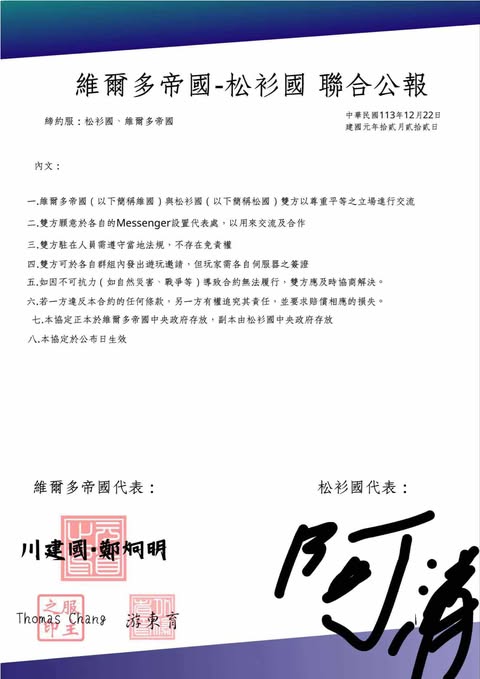 維爾多帝國-松衫國 聯合公報
締約服：松衫國、維爾多帝國
中華民國113年12月22日
建國元年拾貳月貳拾貳日
內文：
一.維爾多帝國（以下簡稱維國）與松衫國（以下簡稱松國）雙方以尊重平等之立場進行交流
二.雙方願意於各自的Messenger設置代表處，以用來交流及合作
三.雙方駐在人員需遵守當地法規，不存在免責權
四.雙方可於各自群組內發出遊玩邀請，但玩家需各自伺服器之簽證
五.如因不可抗力（如自然災害、戰爭等）導致合約無法履行，雙方應及時協商解決。
六.若一方違反本合約的任何條款，另一方有權追究其責任，並要求賠償相應的損失。
七.本協定正本於維爾多帝國中央政府存放，副本由松衫國中央政府存放
八.本協定於公布日生效
維爾多帝國代表：
松衫國代表：
川建國·鄭炯明
阿濤
Thomas Chang
游東育
服主
之印